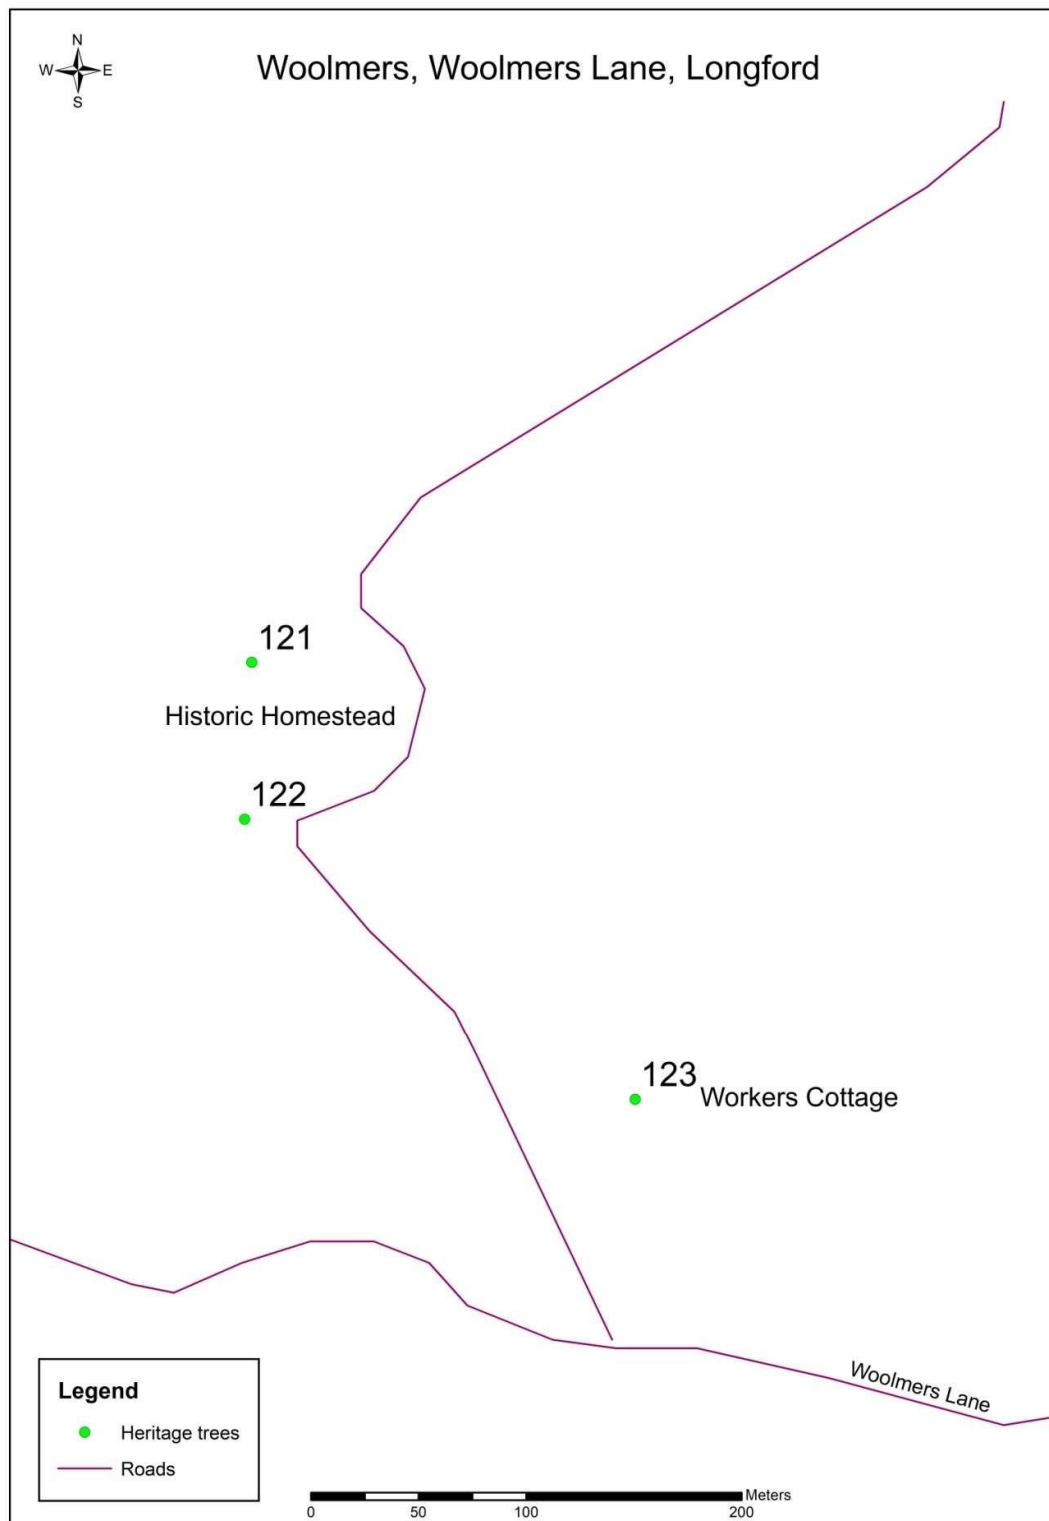 N
W E
S
Woolmers, Woolmers Lane, Longford
121
Historic Homestead
122
123
Workers Cottage
Woolmers Lane
Legend
Heritage trees
Roads
0 50 100 200 Meters